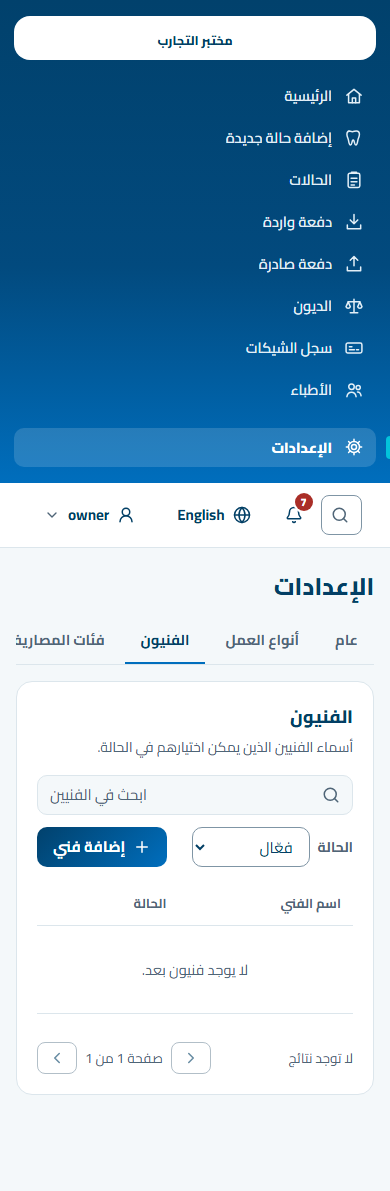 مختبر التجارب
الرئيسية
إضافة حالة جديدة
الحالات
دفعة واردة
دفعة صادرة
الديون
سجل الشيكات
الأطباء
الإعدادات
7
English
owner
الإعدادات
عام
أنواع العمل
الفنيون
فئات المصاريف
الفنيون
أسماء الفنيين الذين يمكن اختيارهم في الحالة.
ابحث في الفنيين
الحالة
فعّال
إضافة فني
اسم الفني
الحالة
لا يوجد فنيون بعد.
لا توجد نتائج
صفحة 1 من 1